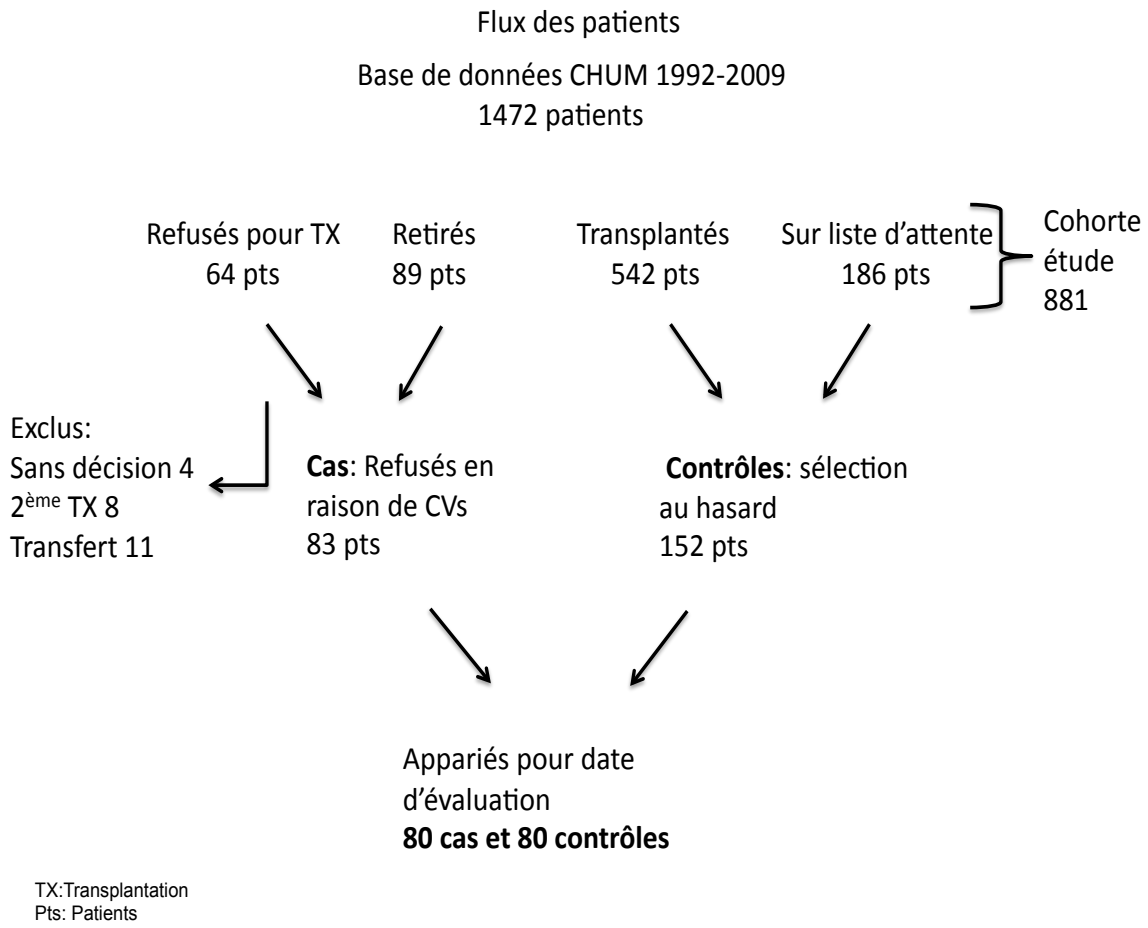 Flux des patients
Base de données CHUM 1992-2009
1472 patients
Refusés pour TX
64 pts
Retirés
89 pts
Transplantés
542 pts
Sur liste d'attente
186 pts
Cohorte
étude
881
Exclus:
Sans décision 4
2ème TX 8
Transfert 11
Cas: Refusés en
raison de CVs
83 pts
Contrôles: sélection
au hasard
152 pts
Appariés pour date
d’évaluation
80 cas et 80 contrôles
TX:Transplantation
Pts: Patients